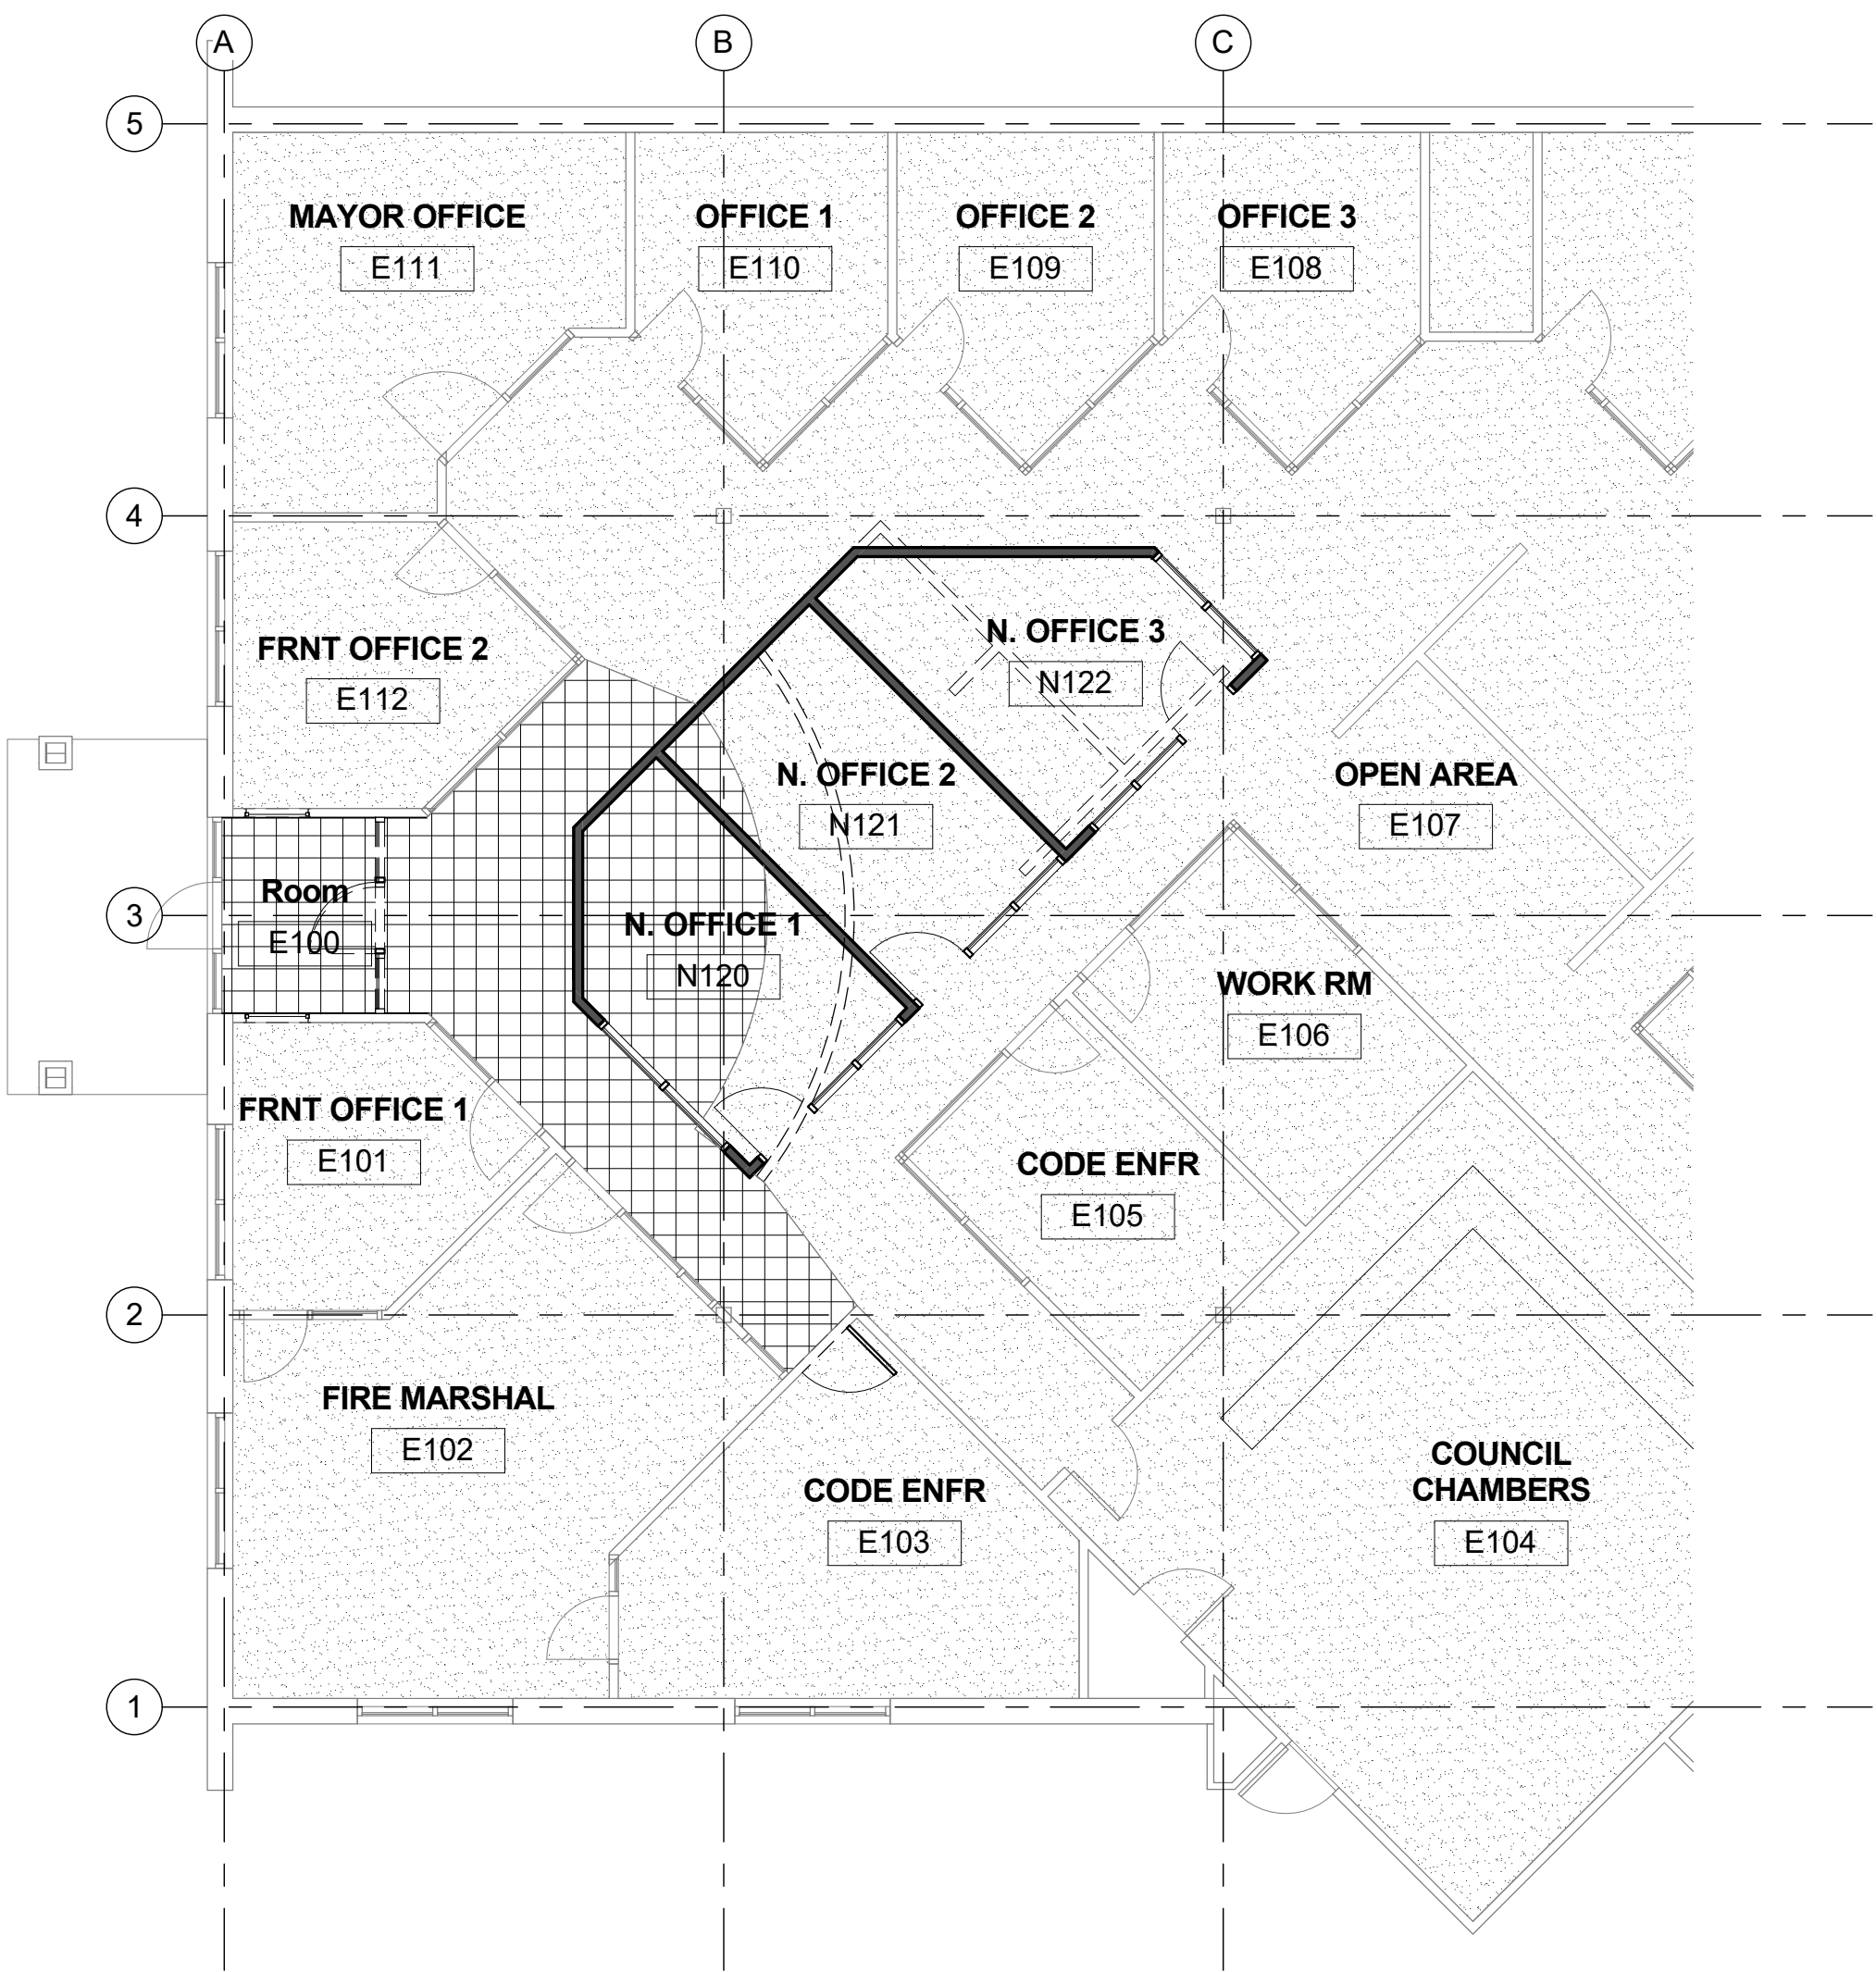 A
B
C
5
MAYOR OFFICE
E111
OFFICE 1
E110
OFFICE 2
E109
OFFICE 3
E108
4
FRNT OFFICE 2
E112
N. OFFICE 3
N122
N. OFFICE 2
N121
OPEN AREA
E107
3
Room
E100
N. OFFICE 1
N120
WORK RM
E106
FRNT OFFICE 1
E101
CODE ENFR
E105
2
FIRE MARSHAL
E102
CODE ENFR
E103
COUNCIL
CHAMBERS
E104
1